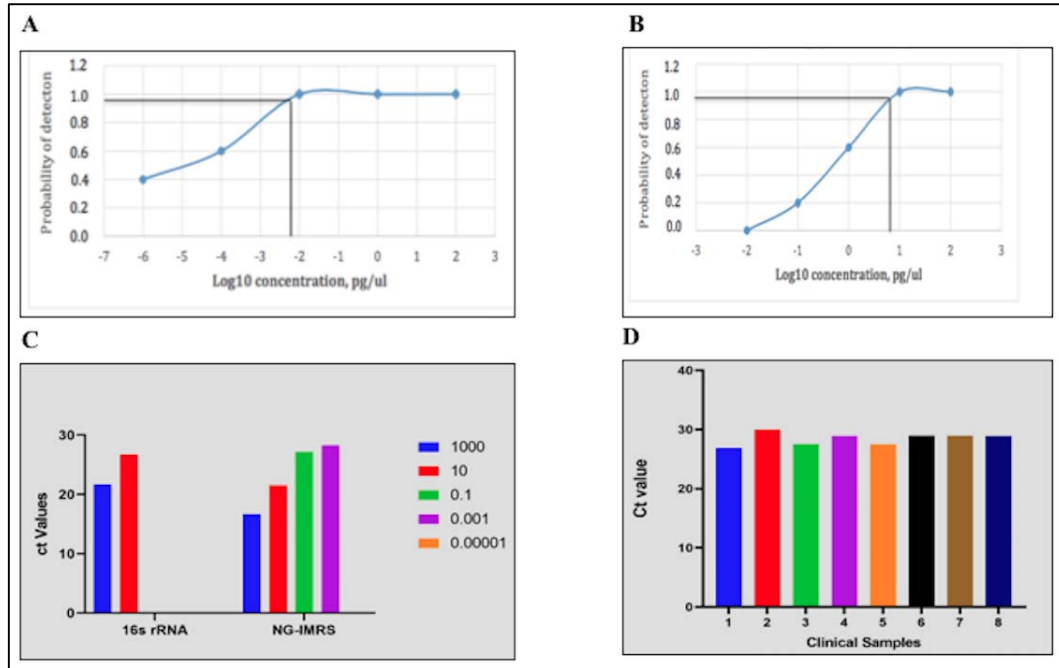 A
Probability of detecton
1.2
1.0
0.8
0.6
0.4
0.2
0.0
-7 -6 -5 -4 -3 -2 -1 0 1 2 3
Log10 concentration, pg/ul
B
Probability of detecton
1.2
1.0
0.8
0.6
0.4
0.2
0.0
-3 -2 -1 0 1 2 3
Log10 concentration, pg/ul
C
ct Values
30
20
10
0
16s rRNA NG-IMRS
1000
10
0.1
0.001
0.00001
D
Ct value
40
30
20
10
0
1 2 3 4 5 6 7 8
Clinical Samples